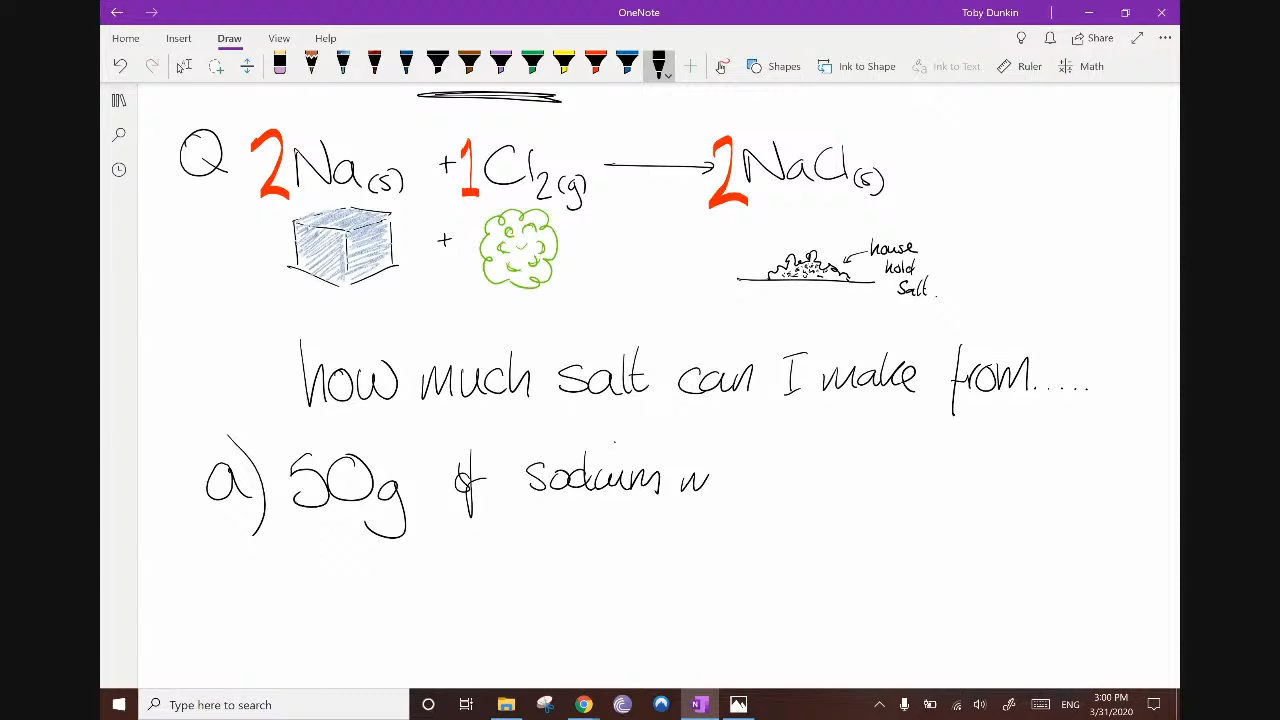 OneNote
Toby Dunkin
Home Insert Draw View Help
Share
Shapes Ink to Shape Ink to Text Ruler Math
Q 2Na(s) + 1Cl2(g) → 2NaCl(s)
+
house
hold
Salt.
how much salt can I make from.....
a) 50g of sodium
Type here to search
ENG
3:00 PM
3/31/2020